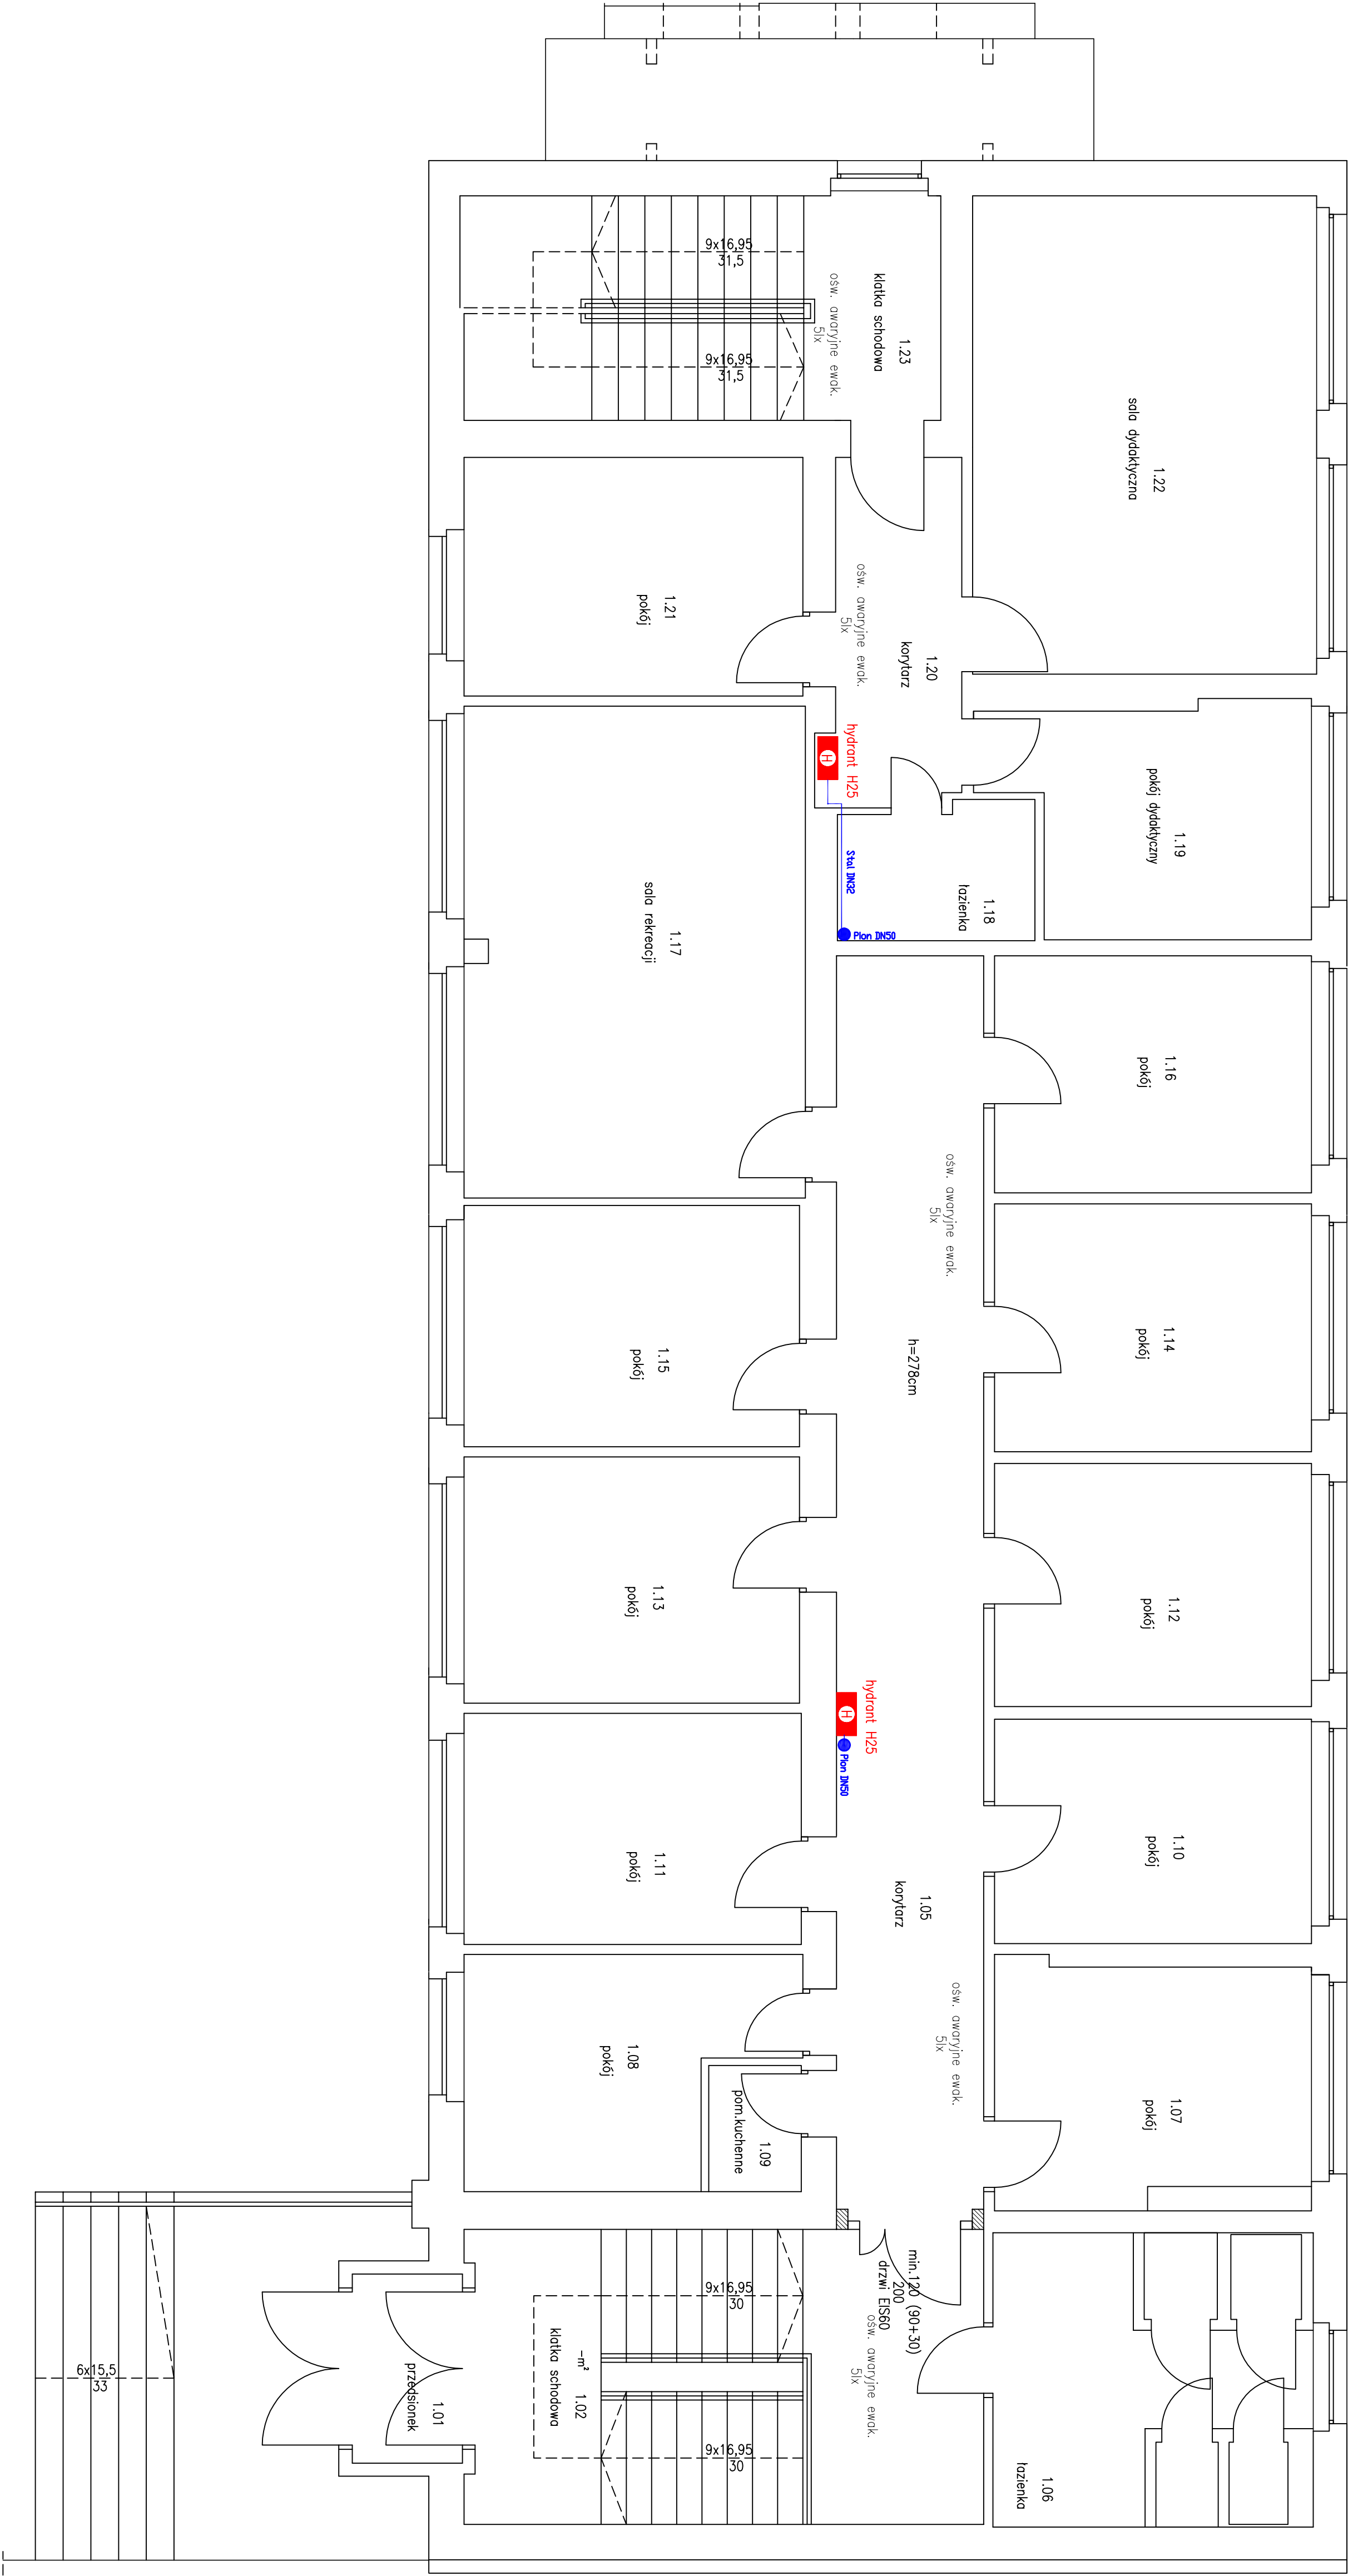 9x16,95
31,5
9x16,95
31,5
1.23
klatka schodowa
ośw. awaryjne ewak.
5lx
1.22
sala dydaktyczna
1.21
pokój
ośw. awaryjne ewak.
5lx
1.20
korytarz
hydrant H25
H
Stal DN32
Pion DN50
1.19
pokój dydaktyczny
1.18
łazienka
1.17
sala rekreacji
1.16
pokój
ośw. awaryjne ewak.
5lx
h=278cm
1.14
pokój
1.15
pokój
1.13
pokój
1.12
pokój
hydrant H25
H
Pion DN50
1.11
pokój
1.10
pokój
1.05
korytarz
ośw. awaryjne ewak.
5lx
1.08
pokój
1.09
pom.kuchenne
1.07
pokój
min.120 (90+30)
200
drzwi EIS60
ośw. awaryjne ewak.
5lx
9x16,95
30
-m²
1.02
klatka schodowa
9x16,95
30
1.01
przedsionek
6x15,5
33
1.06
łazienka